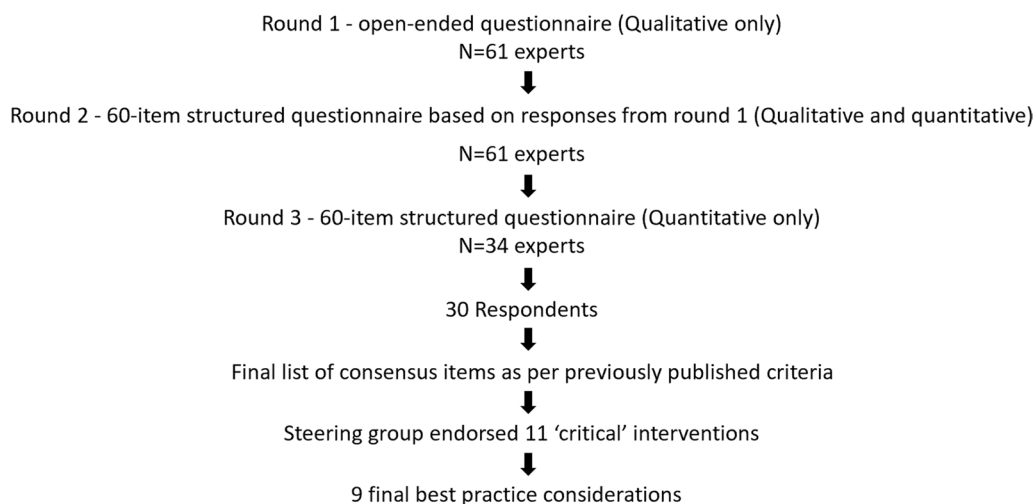 Round 1 - open-ended questionnaire (Qualitative only)
N=61 experts
Round 2 - 60-item structured questionnaire based on responses from round 1 (Qualitative and quantitative)
N=61 experts
Round 3 - 60-item structured questionnaire (Quantitative only)
N=34 experts
30 Respondents
Final list of consensus items as per previously published criteria
Steering group endorsed 11 ‘critical’ interventions
9 final best practice considerations